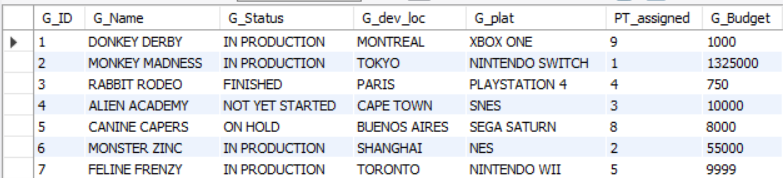 G_ID G_Name G_Status G_dev_loc G_plat PT_assigned G_Budget
1 DONKEY DERBY IN PRODUCTION MONTREAL XBOX ONE 9 1000
2 MONKEY MADNESS IN PRODUCTION TOKYO NINTENDO SWITCH 1 1325000
3 RABBIT RODEO FINISHED PARIS PLAYSTATION 4 4 750
4 ALIEN ACADEMY NOT YET STARTED CAPE TOWN SNES 3 10000
5 CANINE CAPERS ON HOLD BUENOS AIRES SEGA SATURN 8 8000
6 MONSTER ZINC IN PRODUCTION SHANGHAI NES 2 55000
7 FELINE FRENZY IN PRODUCTION TORONTO NINTENDO WII 5 9999